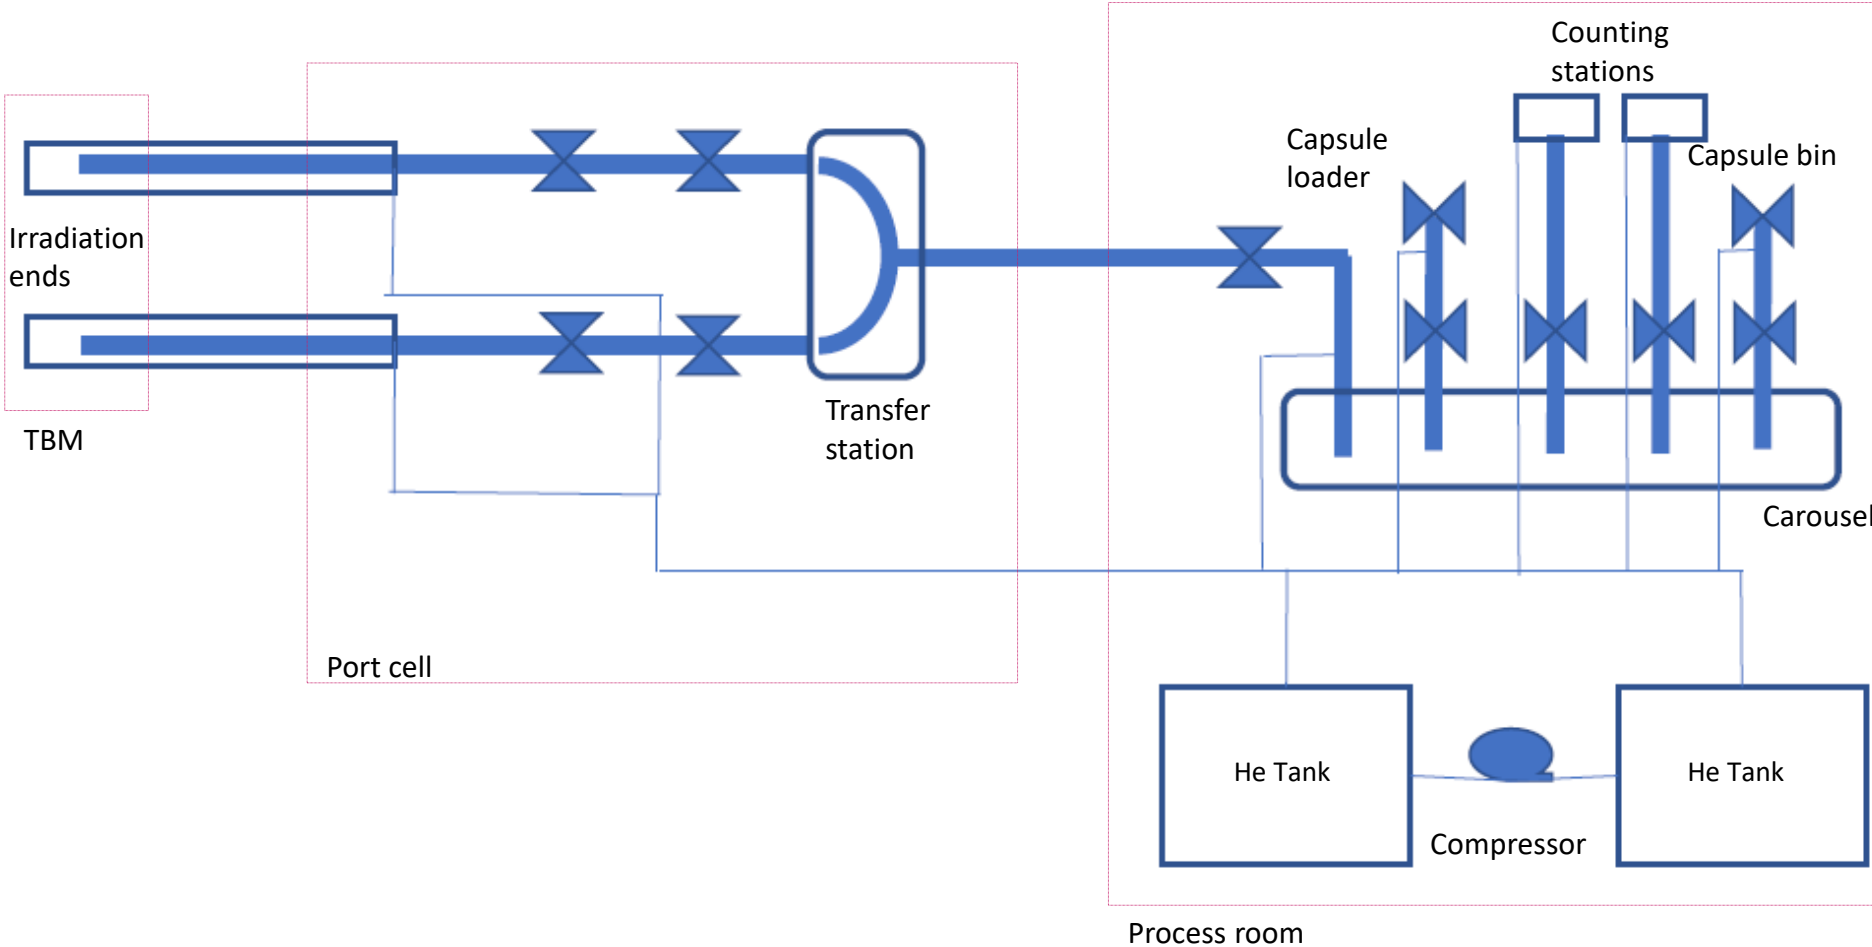 Counting
stations
Capsule
loader
Capsule bin
Irradiation
ends
TBM
Transfer
station
Carousel
Port cell
He Tank
He Tank
Compressor
Process room